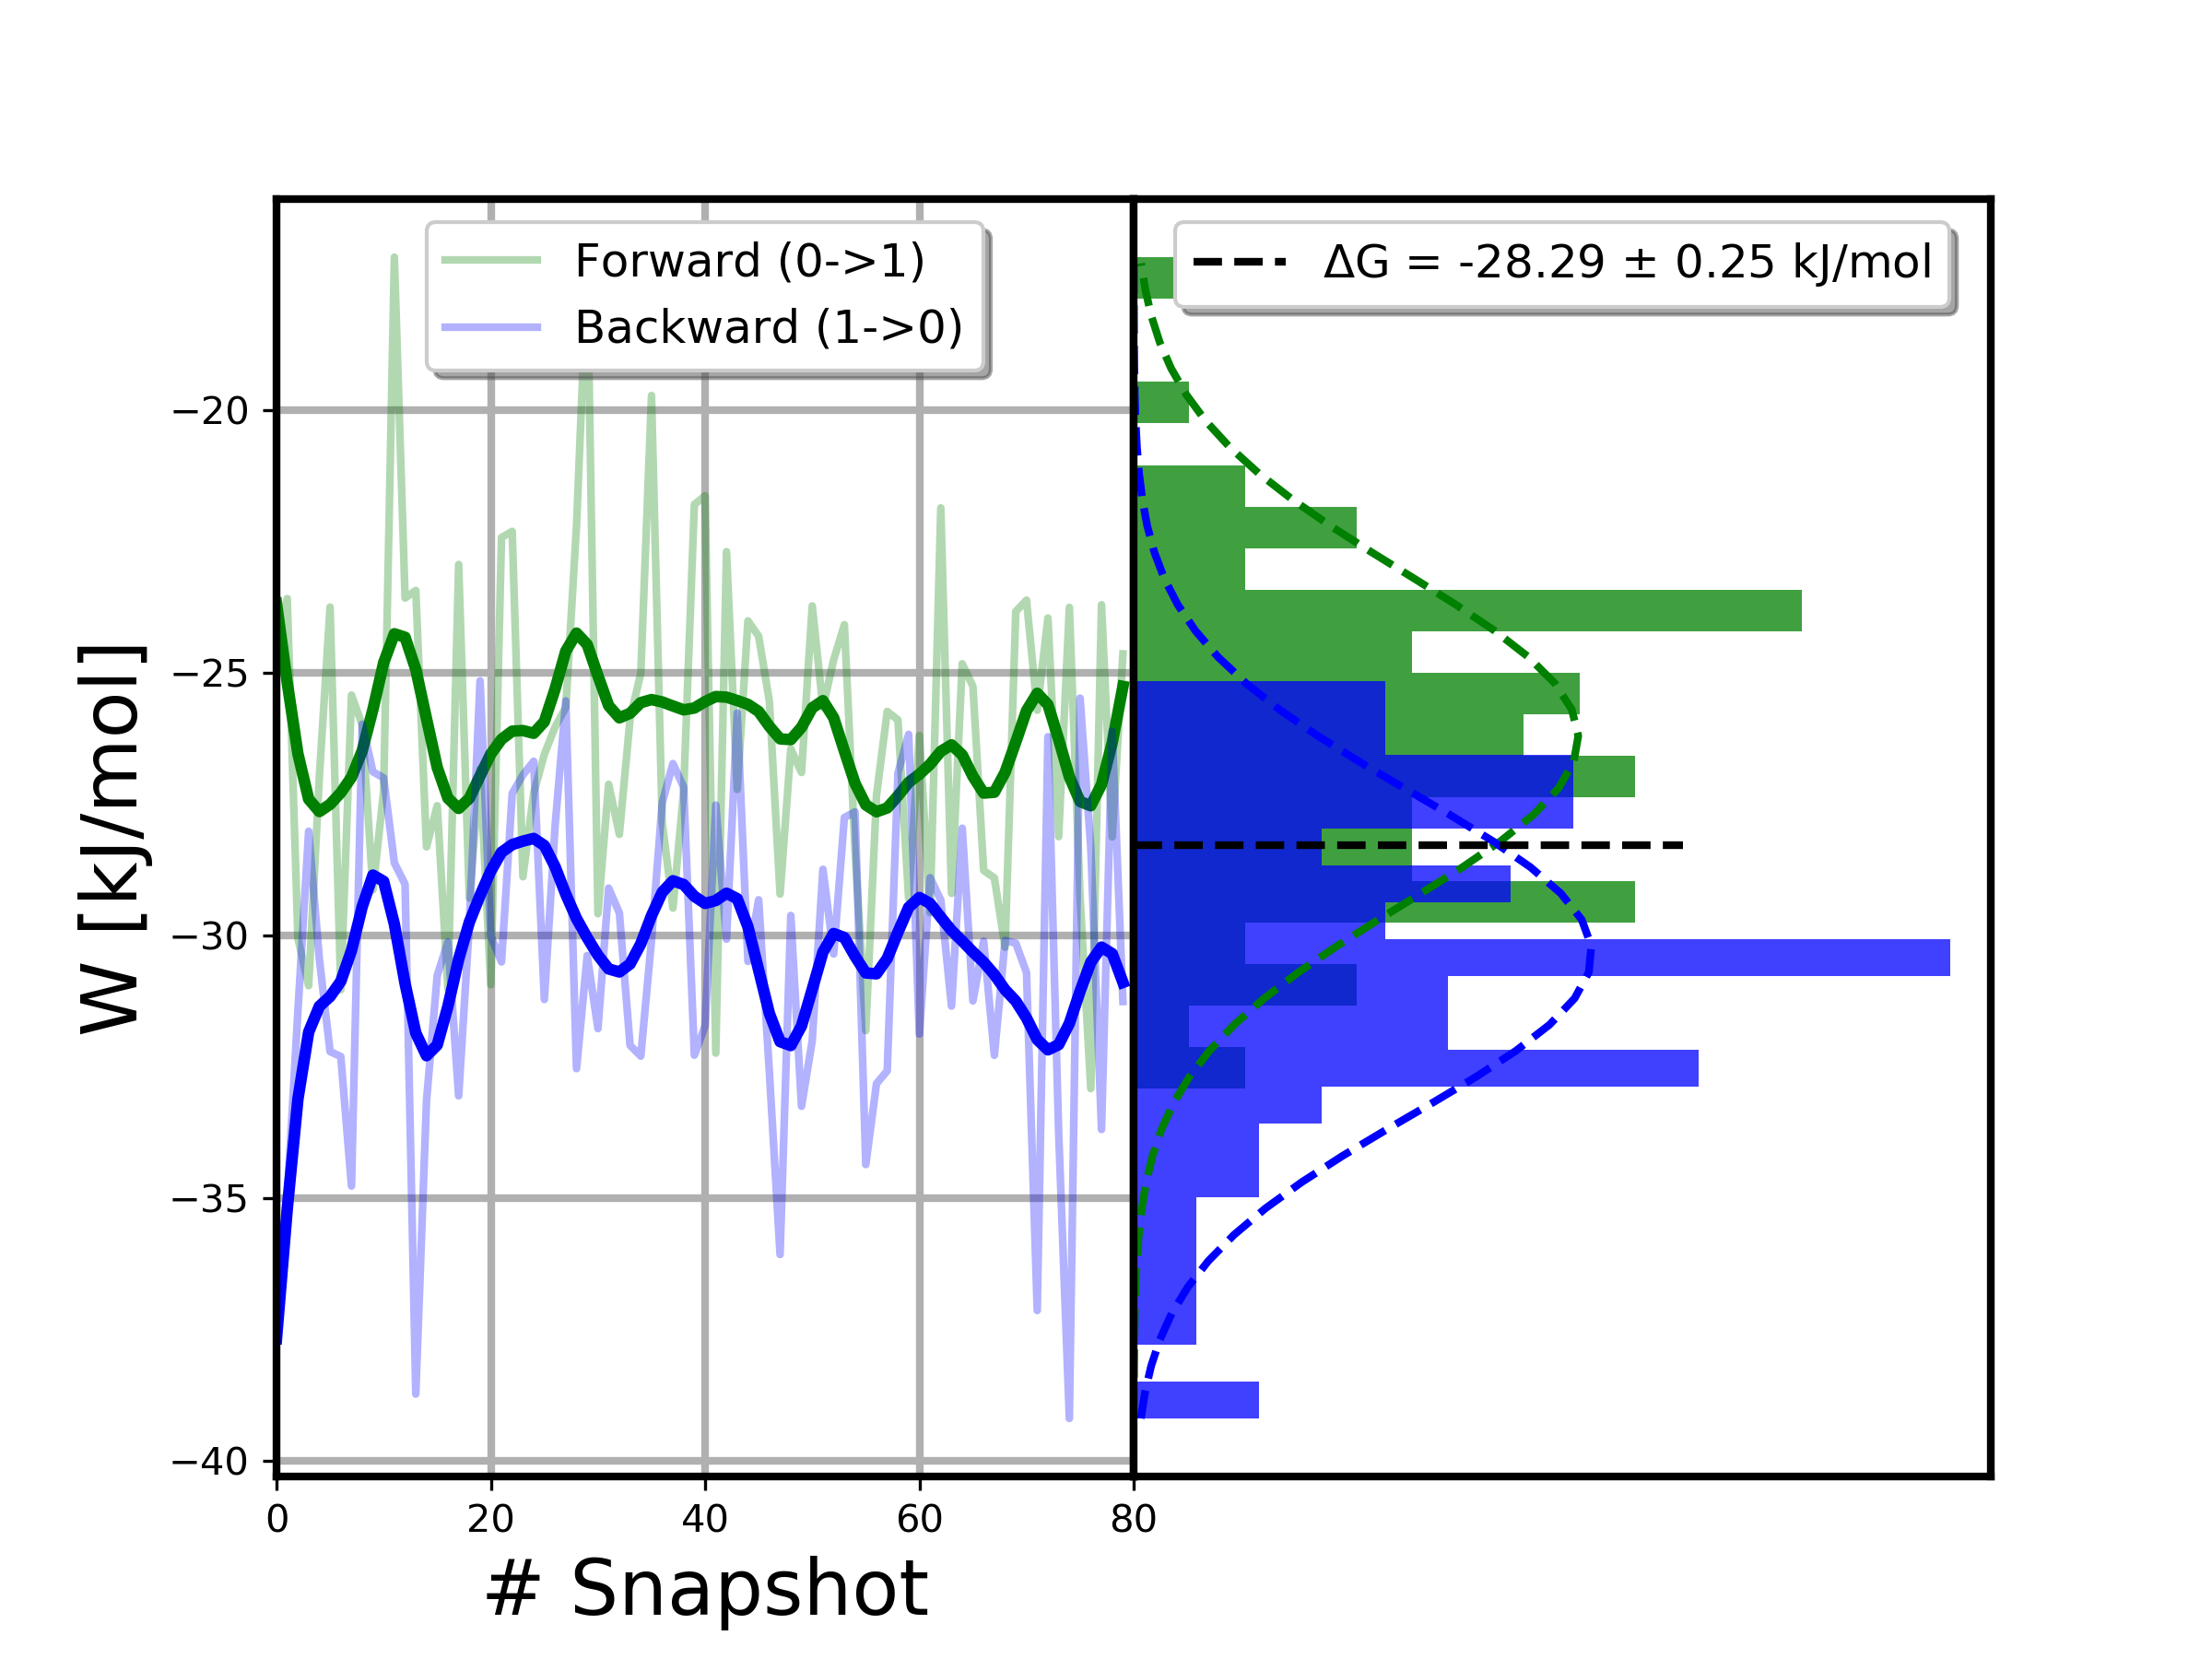 Forward (0->1)
Backward (1->0)
ΔG = -28.29 ± 0.25 kJ/mol
W [kJ/mol]
−20
−25
−30
−35
−40
0 20 40 60 80
# Snapshot